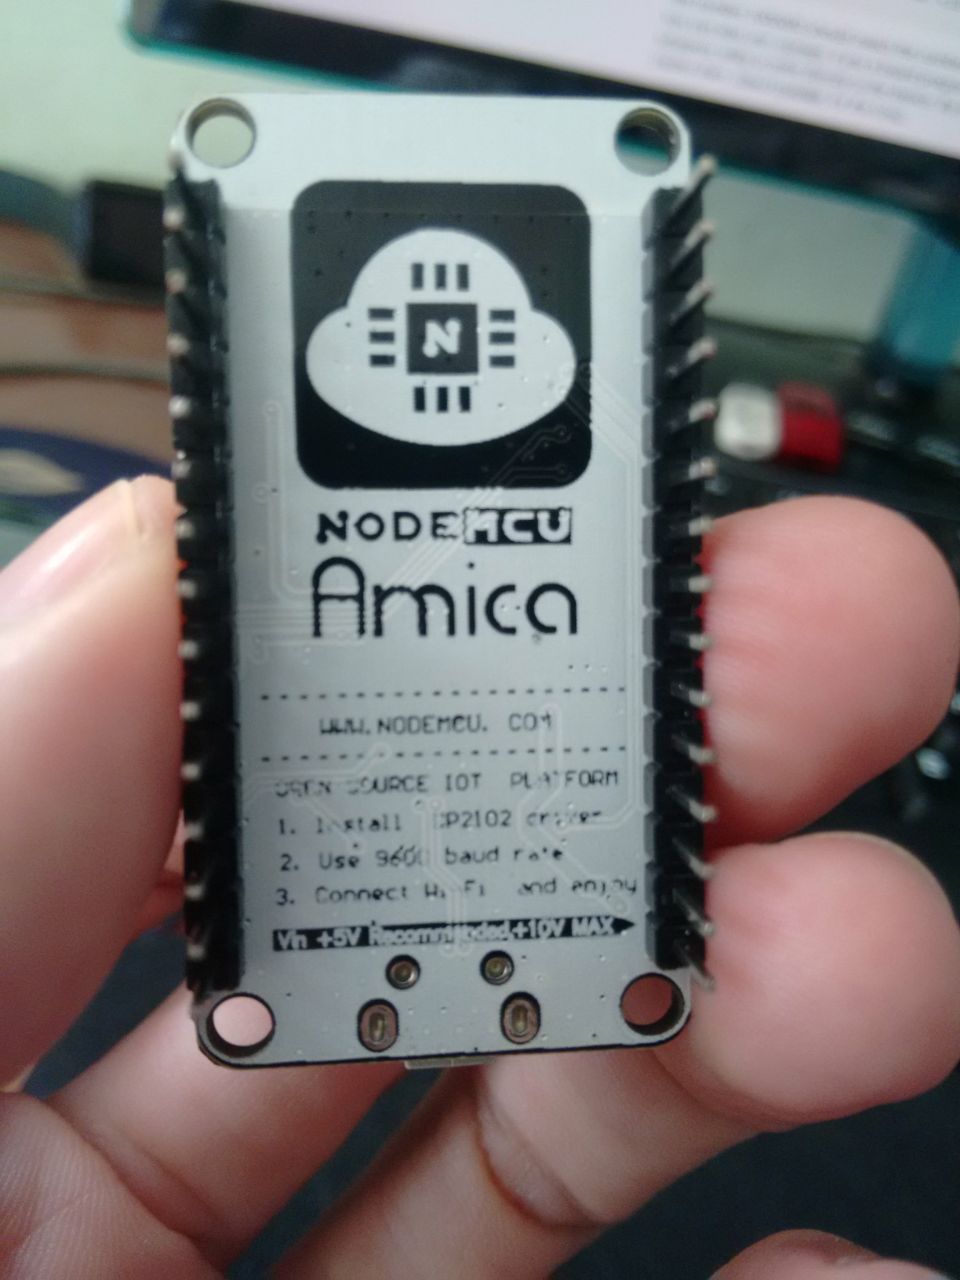 N
NODEMCU
Amica
WWW.NODEMCU. COM
OPEN SOURCE IOT PLATFORM
1. Install CP2102 driver
2. Use 9600 baud rate
3. Connect Wi-Fi and enjoy
Vin +5V Recommended,+10V MAX